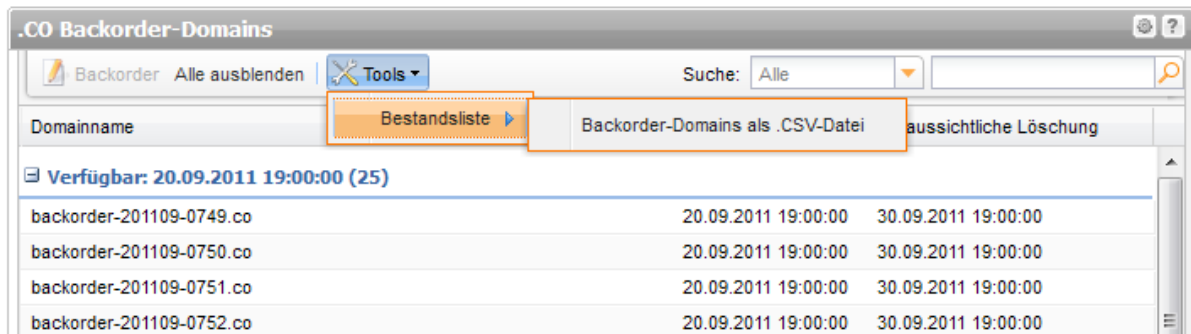 .CO Backorder-Domains
Backorder Alle ausblenden Tools Suche: Alle
Bestandsliste Backorder-Domains als .CSV-Datei
Domainname aussichtliche Löschung
Verfügbar: 20.09.2011 19:00:00 (25)
backorder-201109-0749.co 20.09.2011 19:00:00 30.09.2011 19:00:00
backorder-201109-0750.co 20.09.2011 19:00:00 30.09.2011 19:00:00
backorder-201109-0751.co 20.09.2011 19:00:00 30.09.2011 19:00:00
backorder-201109-0752.co 20.09.2011 19:00:00 30.09.2011 19:00:00